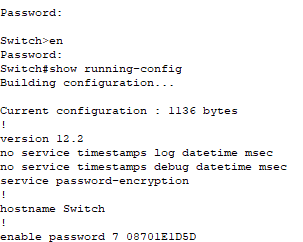 Password:
Switch>en
Password:
Switch#show running-config
Building configuration...
Current configuration : 1136 bytes
!
version 12.2
no service timestamps log datetime msec
no service timestamps debug datetime msec
service password-encryption
!
hostname Switch
!
enable password 7 08701E1D5D